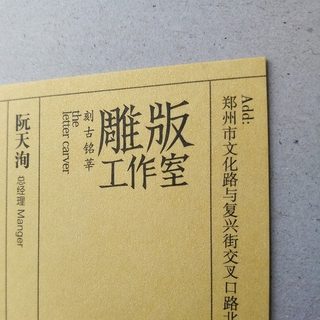 Add:郑州市文化路与复兴街交叉口路北
雕版
工作室
刻古铭莘
the
letter carver
阮天洵
总经理 Manger